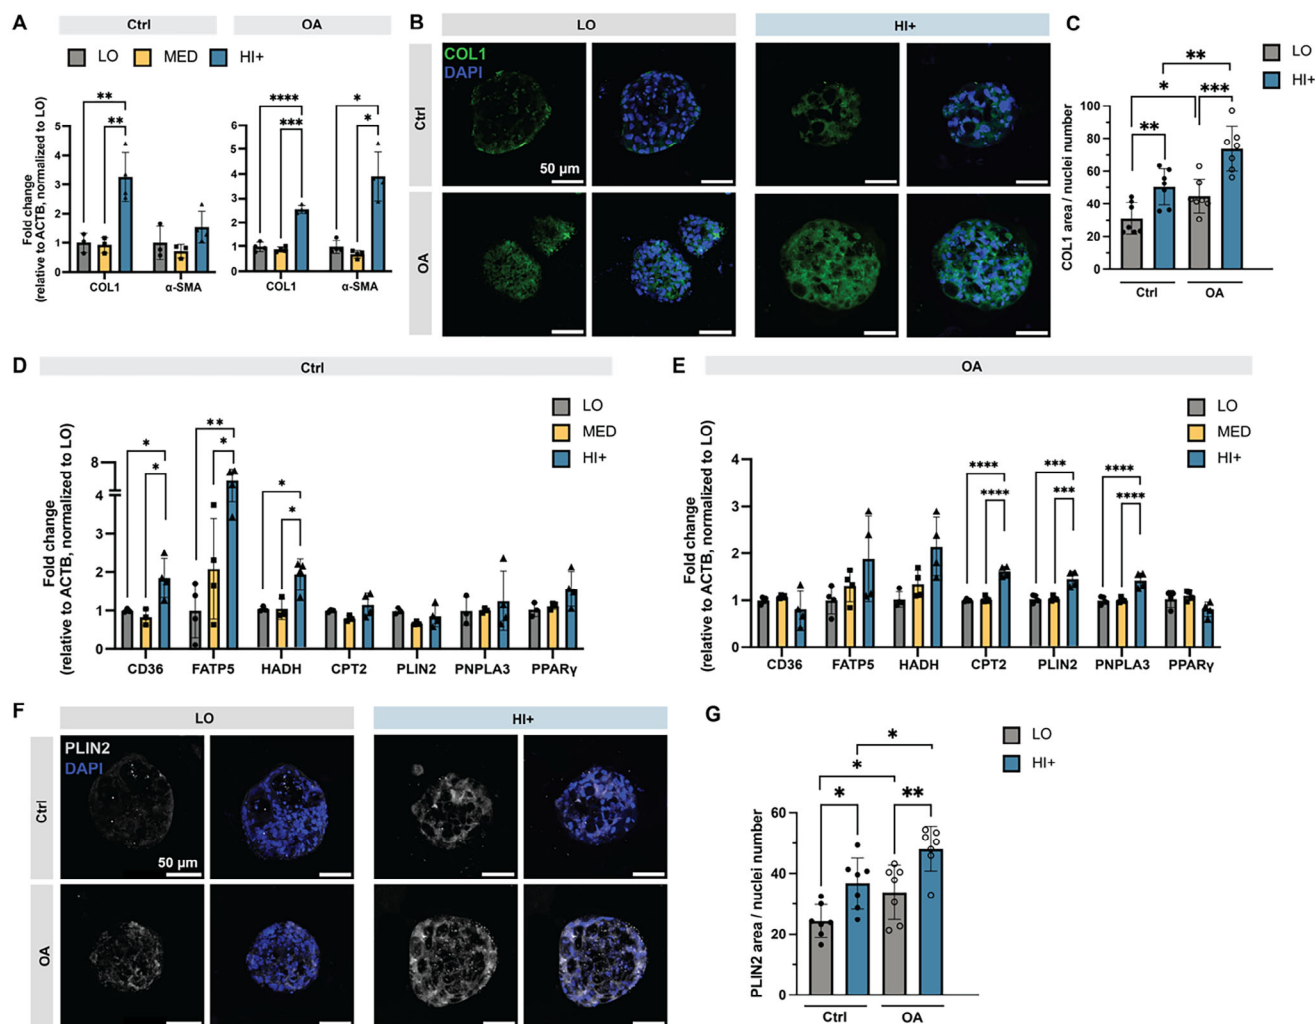 A
Ctrl
OA
LO MED HI+
Fold change
(relative to ACTB, normalized to LO)
5
4
3
2
1
0
** **
COL1 α-SMA
6
5
4
3
2
1
0
**** *
*** *
COL1 α-SMA
B
LO HI+
COL1
DAPI
Ctrl
50 µm
OA
C
LO
HI+
COL1 area / nuclei number
100
80
60
40
20
0
**
* ***
**
Ctrl OA
D
Ctrl
LO
MED
HI+
Fold change
(relative to ACTB, normalized to LO)
8
4
2
1
0
**
* *
*
*
*
CD36 FATP5 HADH CPT2 PLIN2 PNPLA3 PPARγ
E
OA
LO
MED
HI+
Fold change
(relative to ACTB, normalized to LO)
4
3
2
1
0
**** *** ****
**** *** ****
CD36 FATP5 HADH CPT2 PLIN2 PNPLA3 PPARγ
F
LO HI+
PLIN2
DAPI
Ctrl
50 µm
OA
G
LO
HI+
PLIN2 area / nuclei number
60
40
20
0
*
*
* **
Ctrl OA